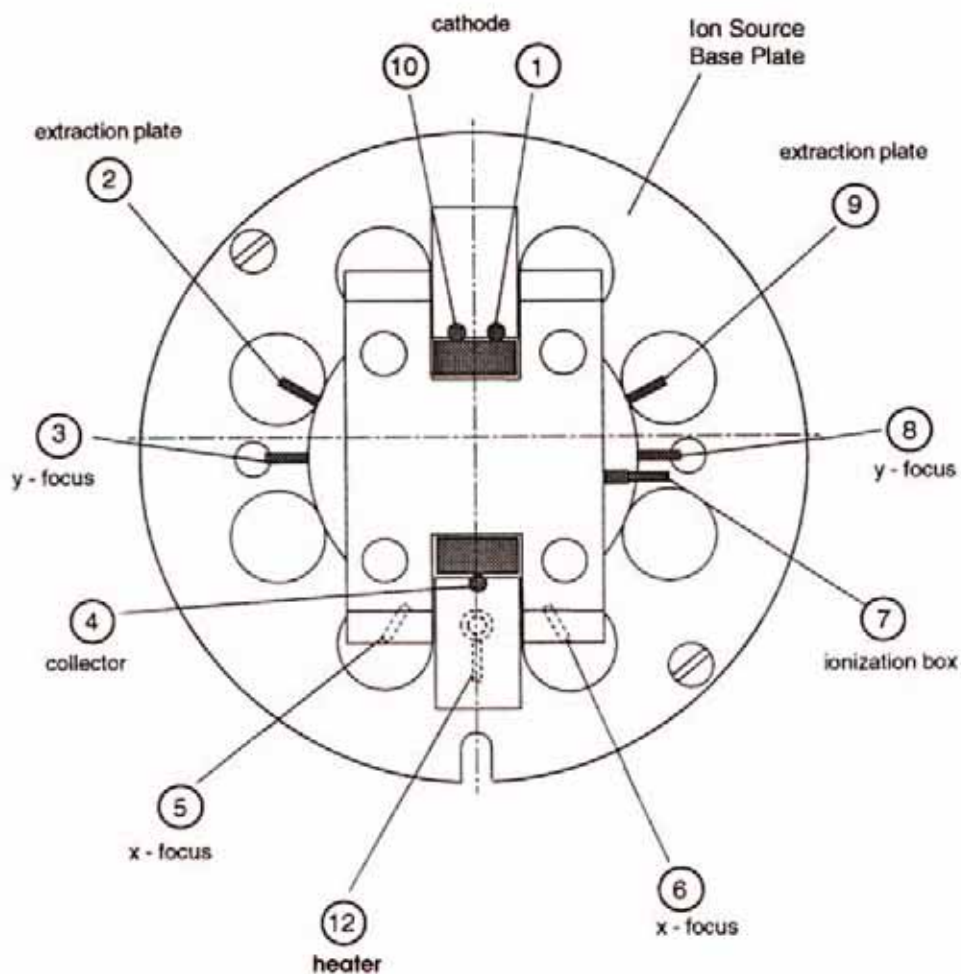 cathode
Ion Source
Base Plate
10
1
extraction plate
2
extraction plate
9
3
y - focus
8
y - focus
4
collector
7
ionization box
5
x - focus
6
x - focus
12
heater